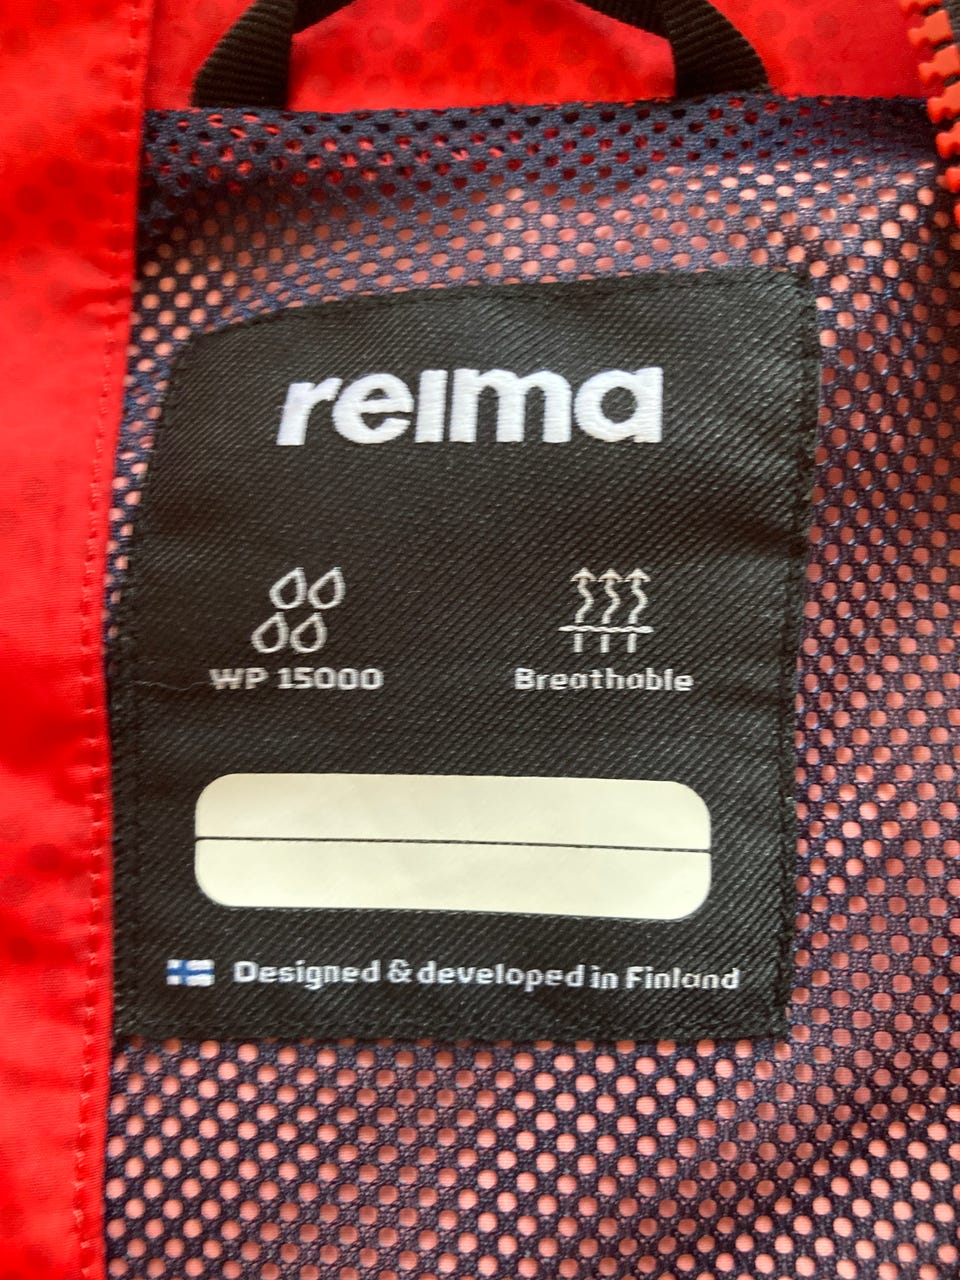 reima
WP 15000
Breathable
Designed & developed in Finland